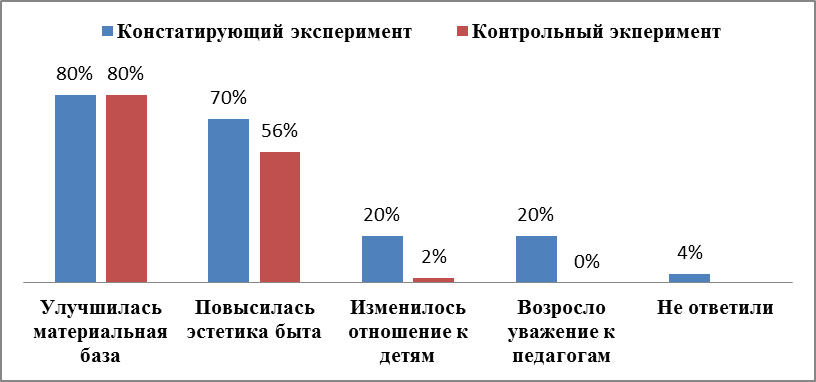 Констатирующий эксперимент Контрольный экперимент
80% 80%
70%
56%
20%
2%
20%
0%
4%
Улучшилась
материальная
база
Повысилась
эстетика быта
Изменилось
отношение к
детям
Возросло
уважение к
педагогам
Не ответили